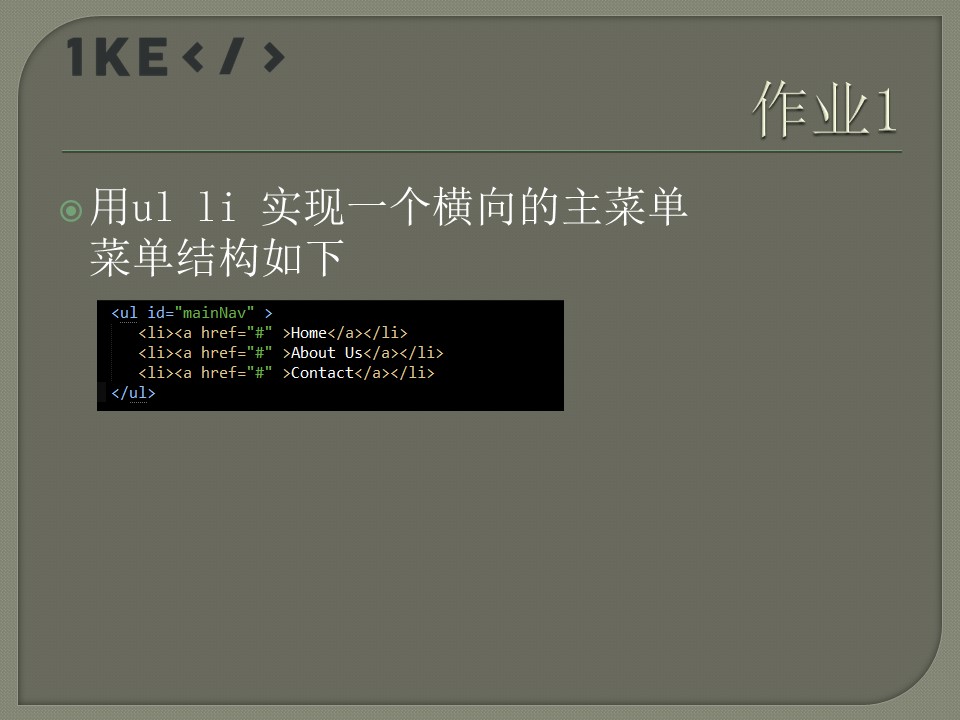 1KE</>
作业1
用ul li 实现一个横向的主菜单
菜单结构如下
<ul id="mainNav" >
<li><a href="#" >Home</a></li>
<li><a href="#" >About Us</a></li>
<li><a href="#" >Contact</a></li>
</ul>